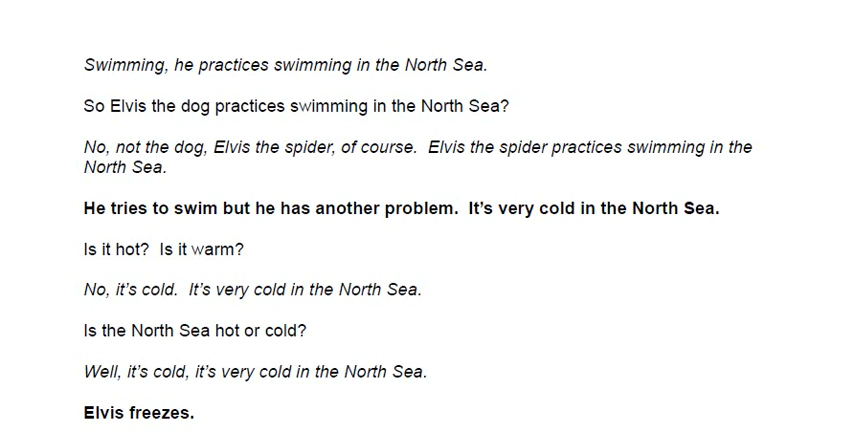 Swimming, he practices swimming in the North Sea.
So Elvis the dog practices swimming in the North Sea?
No, not the dog, Elvis the spider, of course.  Elvis the spider practices swimming in the
North Sea.
He tries to swim but he has another problem.  It's very cold in the North Sea.
Is it hot?  Is it warm?
No, it's cold.  It's very cold in the North Sea.
Is the North Sea hot or cold?
Well, it's cold, it's very cold in the North Sea.
Elvis freezes.